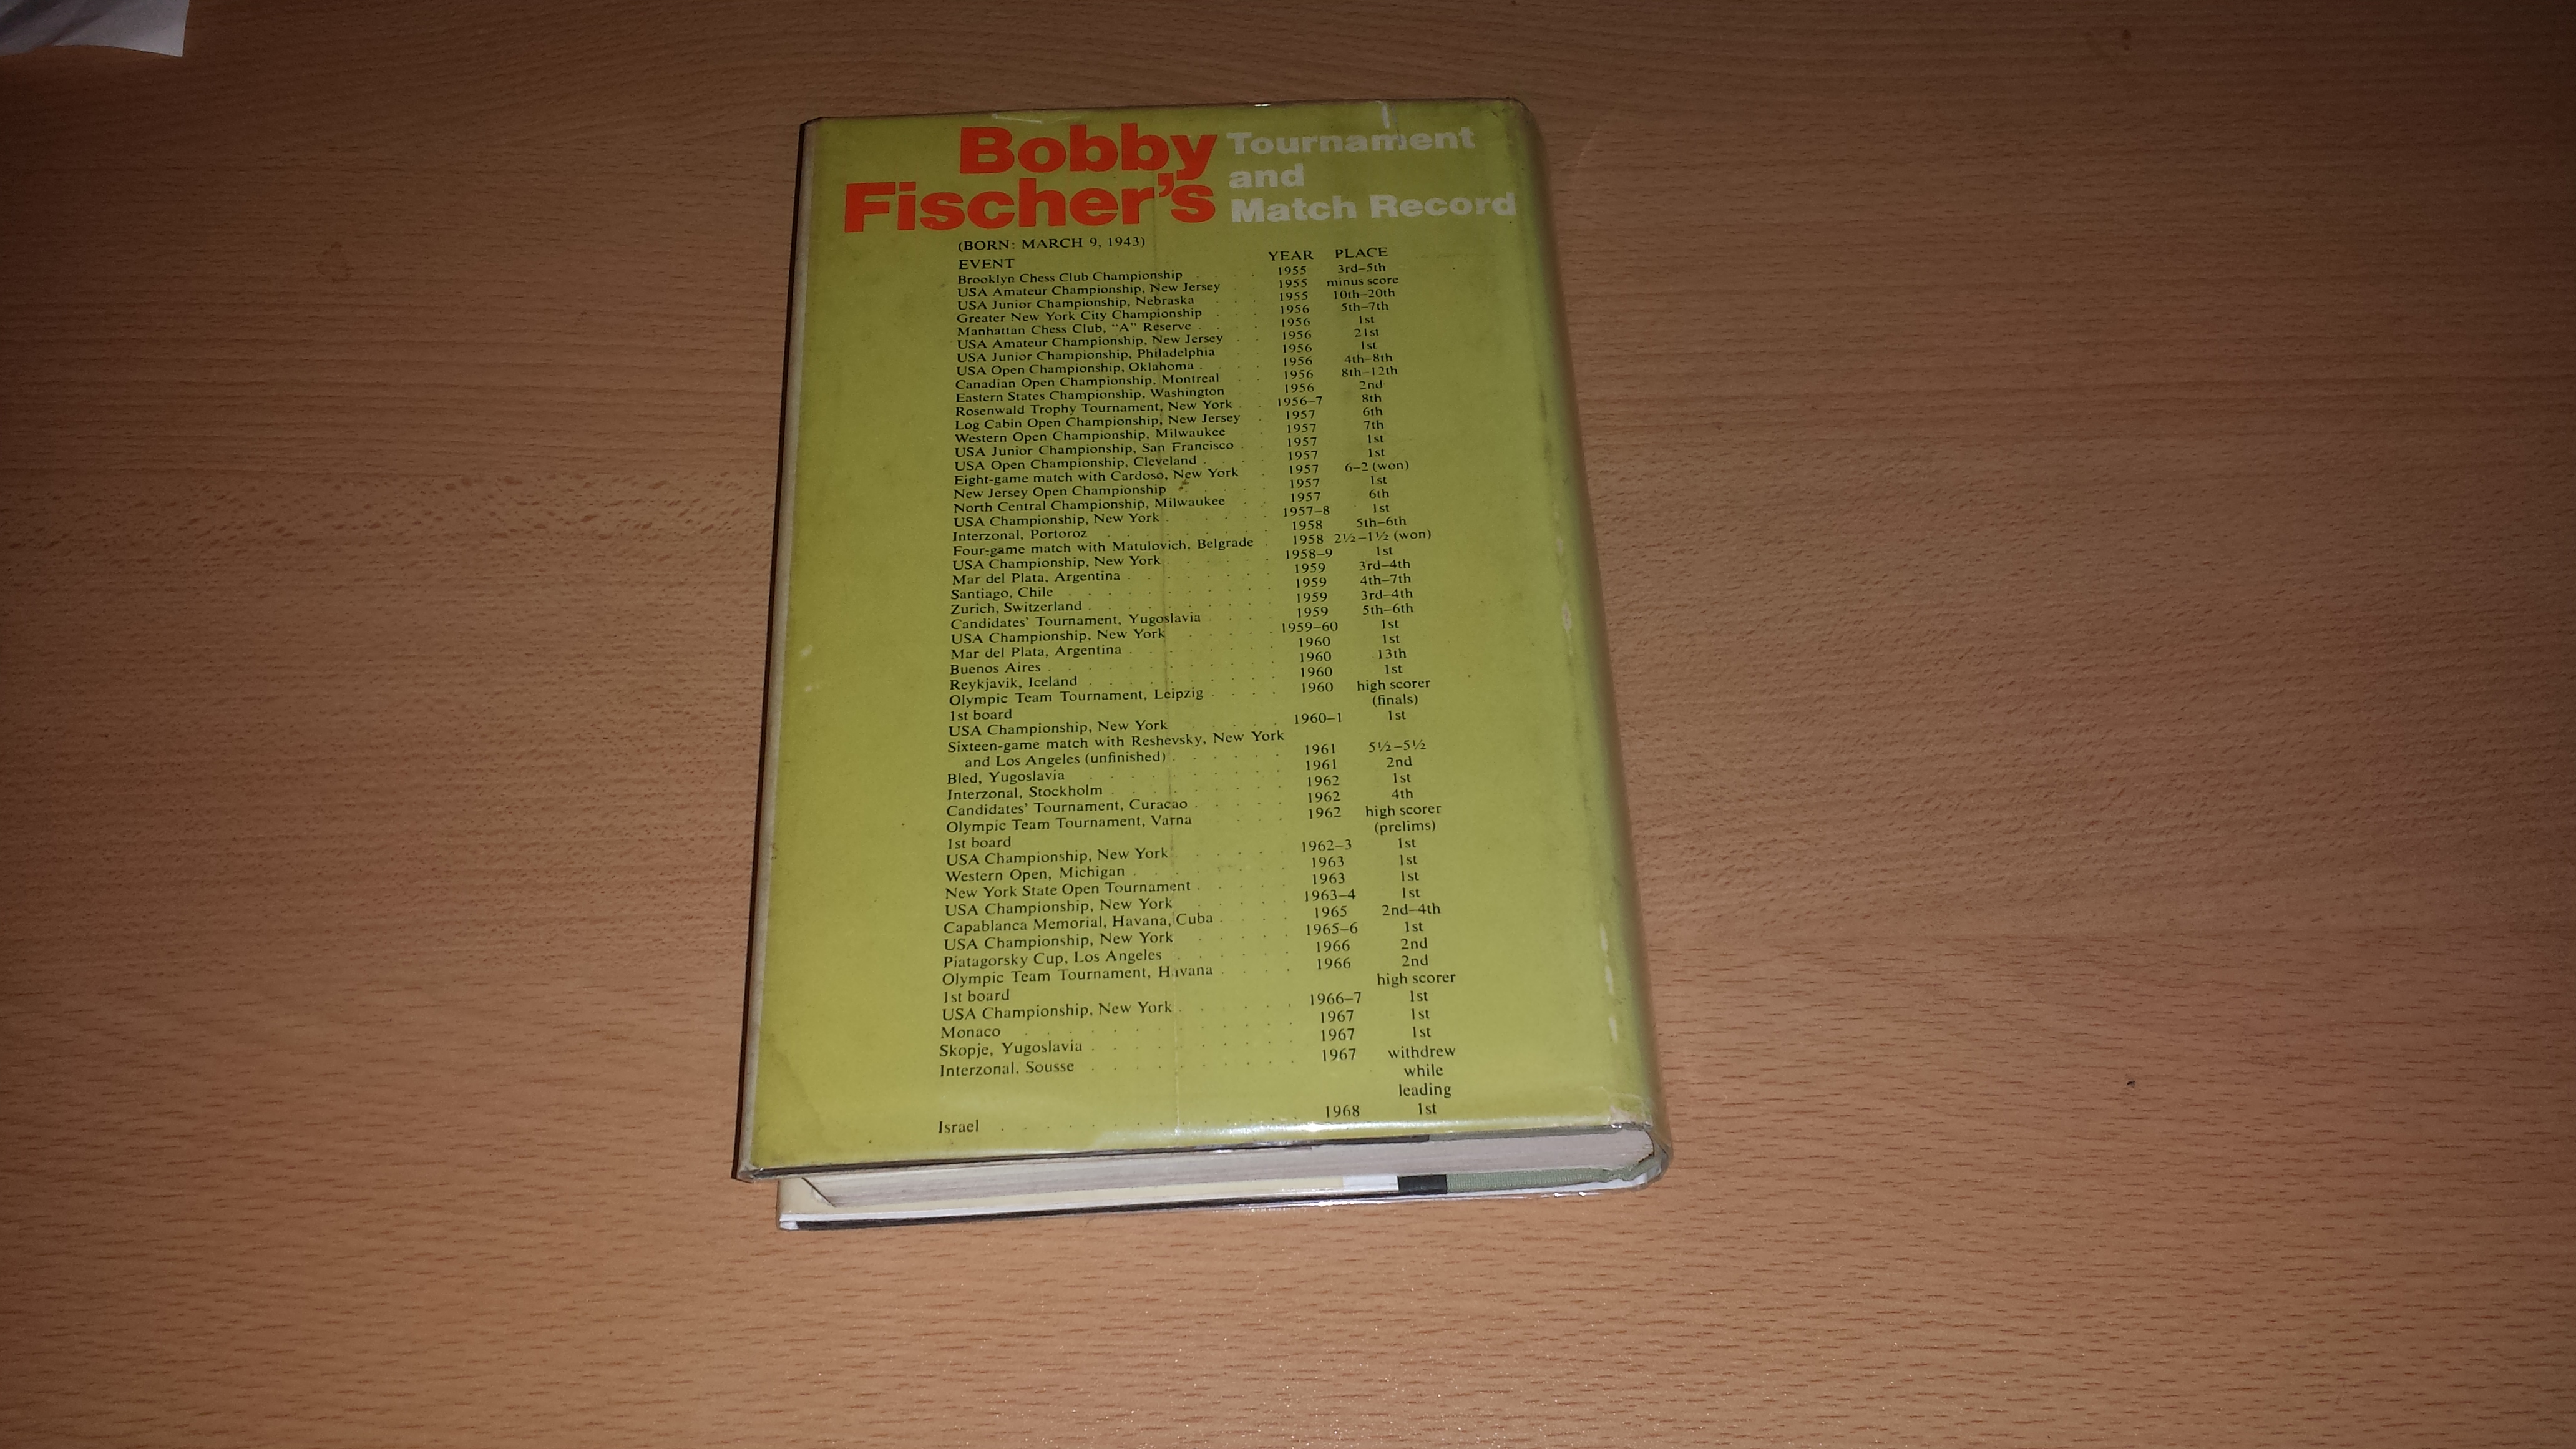 Bobby Tournament
and
Fischer's Match Record
(BORN: MARCH 9, 1943)
EVENT YEAR PLACE
Brooklyn Chess Club Championship 1955 3rd–5th
USA Amateur Championship, New Jersey 1955 minus score
USA Junior Championship, Nebraska 1955 10th–20th
Greater New York City Championship 1956 5th–7th
Manhattan Chess Club, “A” Reserve 1956 1st
USA Amateur Championship, New Jersey 1956 21st
USA Junior Championship, Philadelphia 1956 1st
USA Open Championship, Oklahoma 1956 4th–8th
Canadian Open Championship, Montreal 1956 8th–12th
Eastern States Championship, Washington 1956 2nd
Rosenwald Trophy Tournament, New York 1956–7 8th
Log Cabin Open Championship, New Jersey 1957 6th
Western Open Championship, Milwaukee 1957 7th
USA Junior Championship, San Francisco 1957 1st
USA Open Championship, Cleveland 1957 1st
Eight-game match with Cardoso, New York 1957 6–2 (won)
New Jersey Open Championship 1957 1st
North Central Championship, Milwaukee 1957 6th
USA Championship, New York 1957–8 1st
Interzonal, Portoroz 1958 5th–6th
Four-game match with Matulovich, Belgrade 1958 2½–1½ (won)
USA Championship, New York 1958–9 1st
Mar del Plata, Argentina 1959 3rd–4th
Santiago, Chile 1959 4th–7th
Zurich, Switzerland 1959 3rd–4th
Candidates' Tournament, Yugoslavia 1959 5th–6th
USA Championship, New York 1959–60 1st
Mar del Plata, Argentina 1960 1st
Buenos Aires 1960 13th
Reykjavik, Iceland 1960 1st
Olympic Team Tournament, Leipzig 1960 high scorer
1st board (finals)
USA Championship, New York 1960–1 1st
Sixteen-game match with Reshevsky, New York
and Los Angeles (unfinished) 1961 5½–5½
Bled, Yugoslavia 1961 2nd
Interzonal, Stockholm 1962 1st
Candidates' Tournament, Curacao 1962 4th
Olympic Team Tournament, Varna 1962 high scorer
1st board (prelims)
USA Championship, New York 1962–3 1st
Western Open, Michigan 1963 1st
New York State Open Tournament 1963 1st
USA Championship, New York 1963–4 1st
Capablanca Memorial, Havana, Cuba 1965 2nd–4th
USA Championship, New York 1965–6 1st
Piatagorsky Cup, Los Angeles 1966 2nd
Olympic Team Tournament, Havana 1966 2nd
1st board high scorer
USA Championship, New York 1966–7 1st
Monaco 1967 1st
Skopje, Yugoslavia 1967 1st
Interzonal, Sousse 1967 withdrew
while
leading
Israel 1968 1st